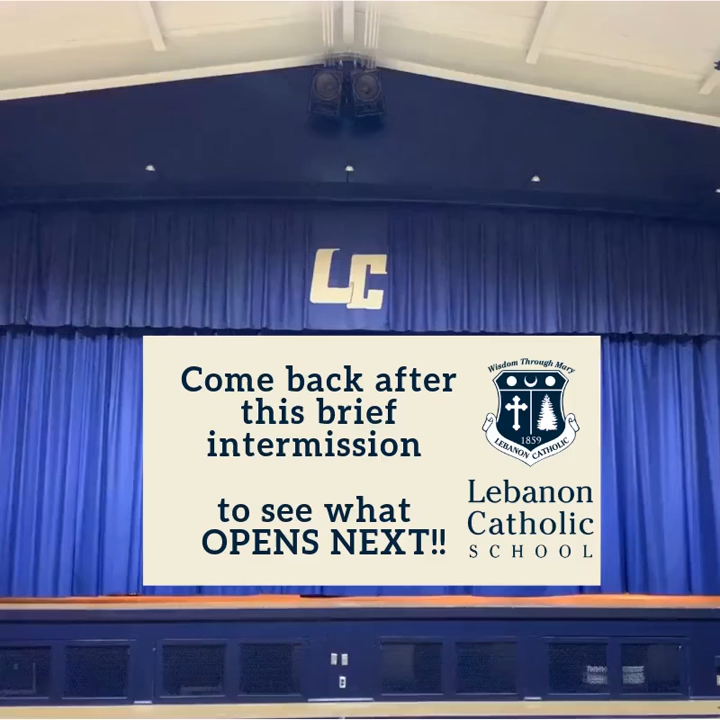 LC
Come back after
this brief
intermission
to see what
OPENS NEXT!!
Wisdom Through Mary
1859
LEBANON CATHOLIC
Lebanon
Catholic
SCHOOL